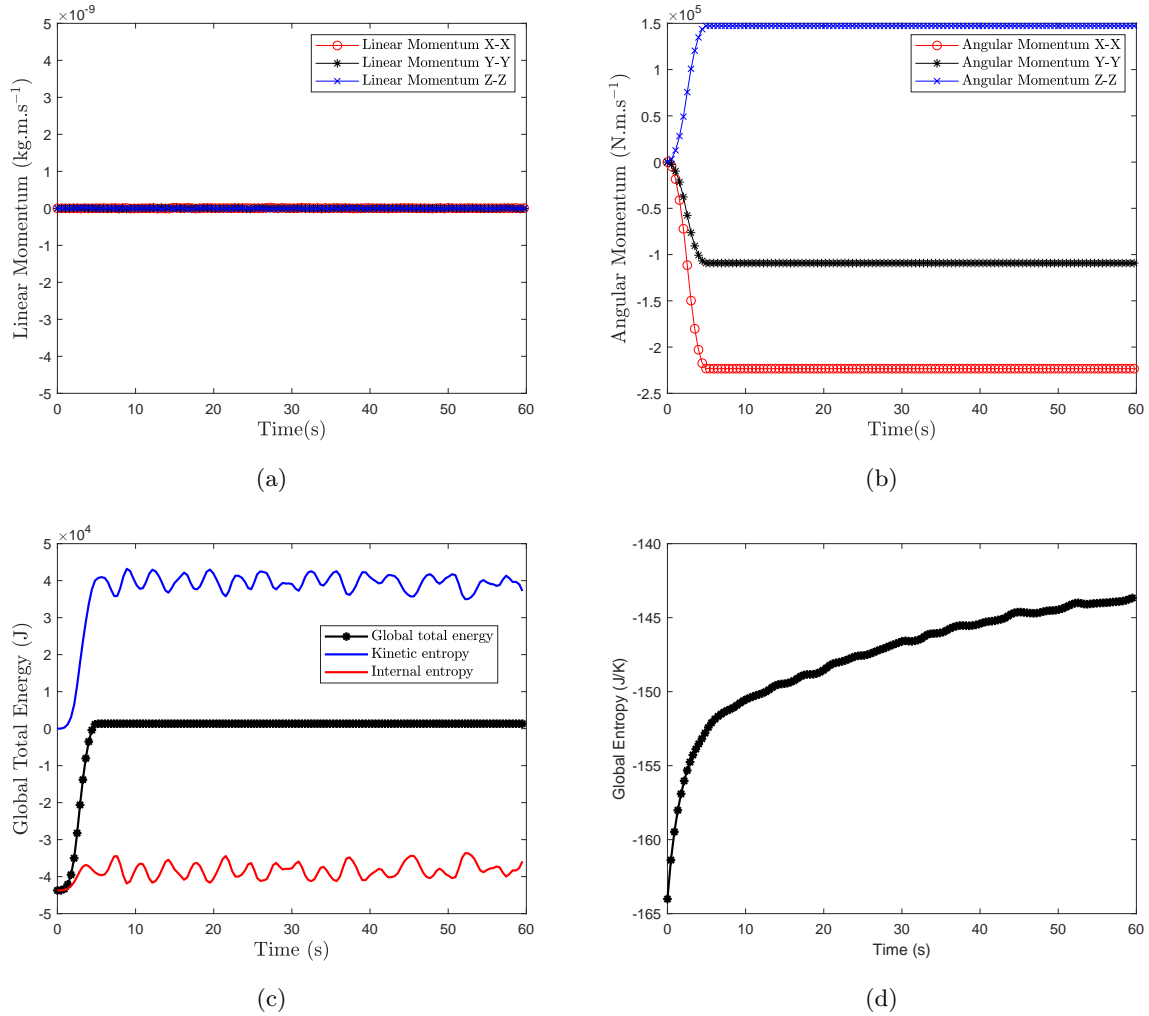 ×10⁻⁹
5
4
3
2
1
0
-1
-2
-3
-4
-5
0 10 20 30 40 50 60
Linear Momentum (kg.m.s⁻¹)
Time(s)
Linear Momentum X-X
Linear Momentum Y-Y
Linear Momentum Z-Z
(a)
×10⁵
1.5
1
0.5
0
-0.5
-1
-1.5
-2
-2.5
0 10 20 30 40 50 60
Angular Momentum (N.m.s⁻¹)
Time(s)
Angular Momentum X-X
Angular Momentum Y-Y
Angular Momentum Z-Z
(b)
×10⁴
5
4
3
2
1
0
-1
-2
-3
-4
-5
0 10 20 30 40 50 60
Global Total Energy (J)
Time (s)
Global total energy
Kinetic entropy
Internal entropy
(c)
-140
-145
-150
-155
-160
-165
0 10 20 30 40 50 60
Global Entropy (J/K)
Time (s)
(d)